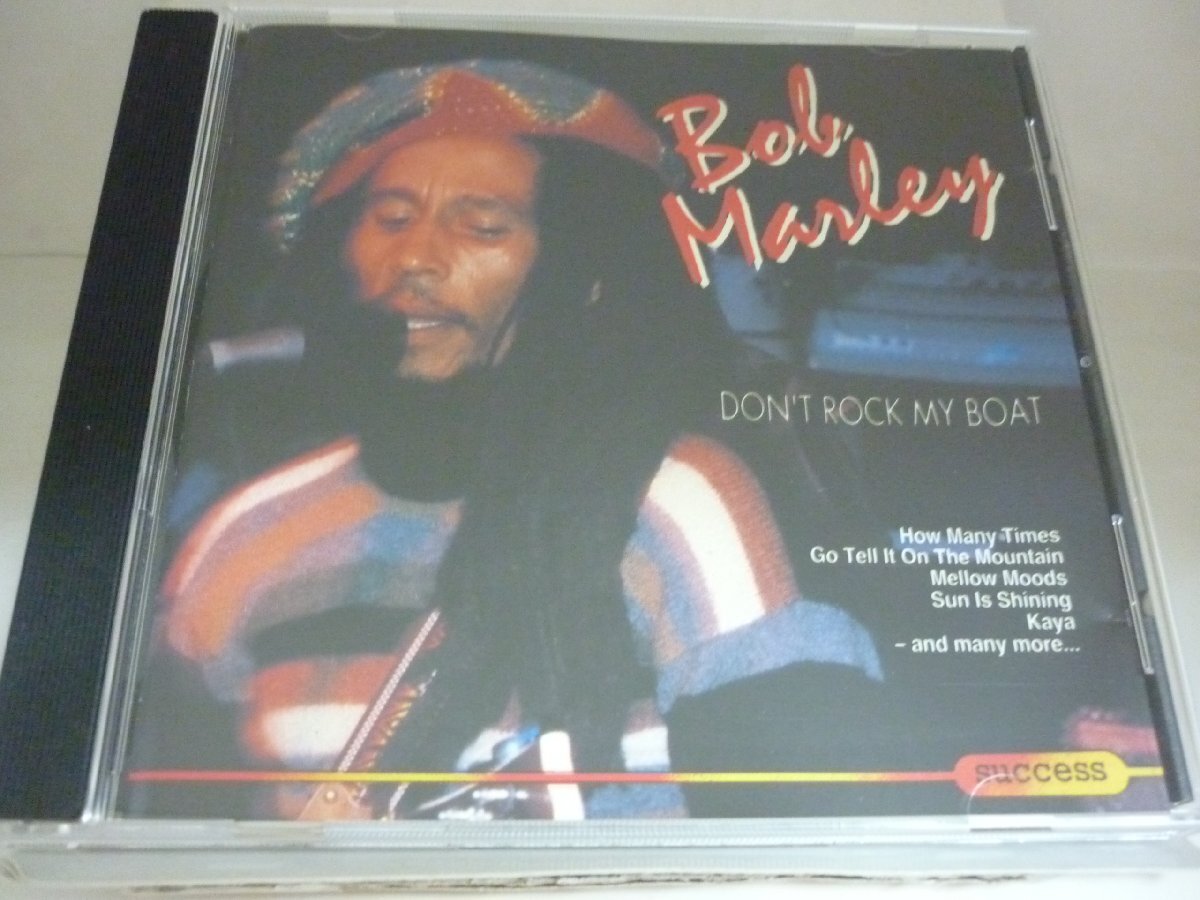 Bob
Marley
DON'T ROCK MY BOAT
How Many Times
Go Tell It On The Mountain
Mellow Moods
Sun Is Shining
Kaya
– and many more...
success